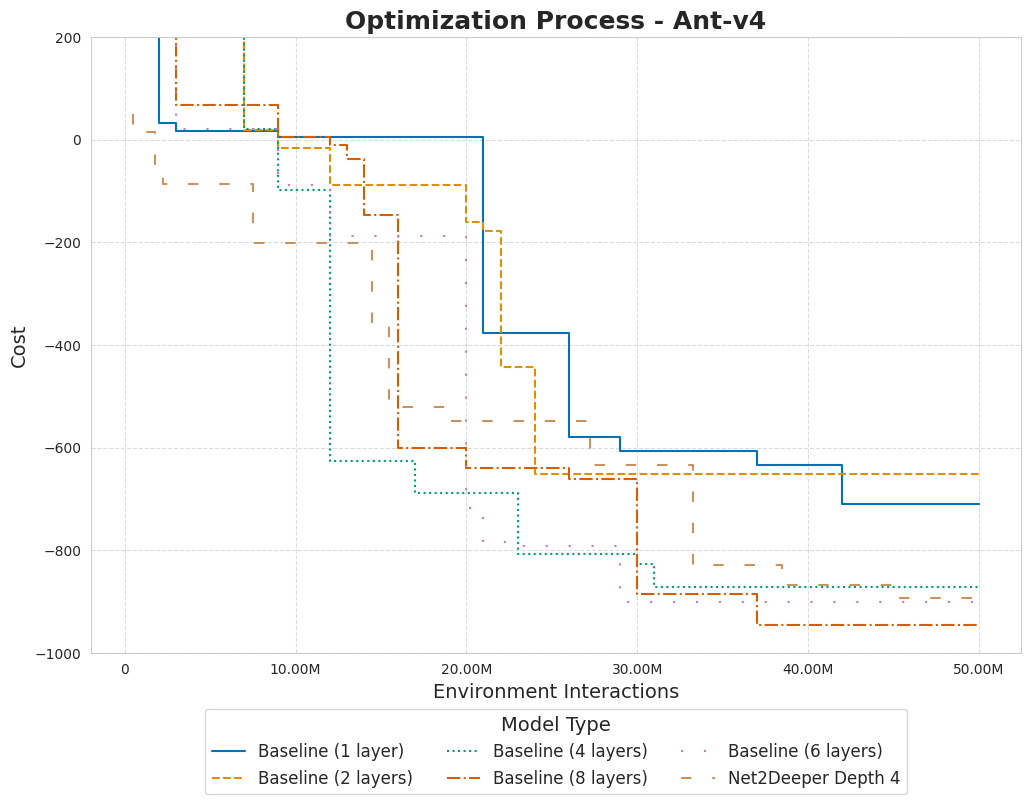 Optimization Process - Ant-v4
Cost
200
0
−200
−400
−600
−800
−1000
0 10.00M 20.00M 30.00M 40.00M 50.00M
Environment Interactions
Model Type
Baseline (1 layer) Baseline (4 layers) Baseline (6 layers)
Baseline (2 layers) Baseline (8 layers) Net2Deeper Depth 4